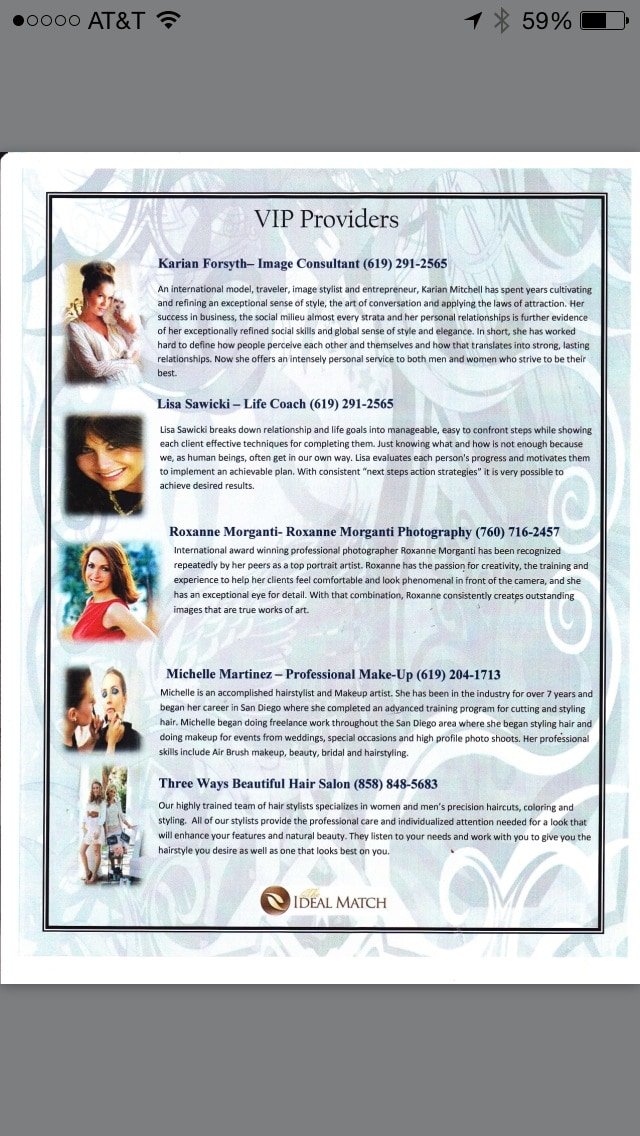 AT&T 59%
VIP Providers
Karian Forsyth– Image Consultant (619) 291-2565
An international model, traveler, image stylist and entrepreneur, Karian Mitchell has spent years cultivating
and refining an exceptional sense of style, the art of conversation and applying the laws of attraction. Her
success in business, the social milieu almost every strata and her personal relationships is further evidence
of her exceptionally refined social skills and global sense of style and elegance. In short, she has worked
hard to define how people perceive each other and themselves and how that translates into strong, lasting
relationships. Now she offers an intensely personal service to both men and women who strive to be their
best.
Lisa Sawicki – Life Coach (619) 291-2565
Lisa Sawicki breaks down relationship and life goals into manageable, easy to confront steps while showing
each client effective techniques for completing them. Just knowing what and how is not enough because
we, as human beings, often get in our own way. Lisa evaluates each person's progress and motivates them
to implement an achievable plan. With consistent “next steps action strategies” it is very possible to
achieve desired results.
Roxanne Morganti- Roxanne Morganti Photography (760) 716-2457
International award winning professional photographer Roxanne Morganti has been recognized
repeatedly by her peers as a top portrait artist. Roxanne has the passion for creativity, the training and
experience to help her clients feel comfortable and look phenomenal in front of the camera, and she
has an exceptional eye for detail. With that combination, Roxanne consistently creates outstanding
images that are true works of art.
Michelle Martinez – Professional Make-Up (619) 204-1713
Michelle is an accomplished hairstylist and Makeup artist. She has been in the industry for over 7 years and
began her career in San Diego where she completed an advanced training program for cutting and styling
hair. Michelle began doing freelance work throughout the San Diego area where she began styling hair and
doing makeup for events from weddings, special occasions and high profile photo shoots. Her professional
skills include Air Brush makeup, beauty, bridal and hairstyling.
Three Ways Beautiful Hair Salon (858) 848-5683
Our highly trained team of hair stylists specializes in women and men's precision haircuts, coloring and
styling. All of our stylists provide the professional care and individualized attention needed for a look that
will enhance your features and natural beauty. They listen to your needs and work with you to give you the
hairstyle you desire as well as one that looks best on you.
The
IDEAL MATCH